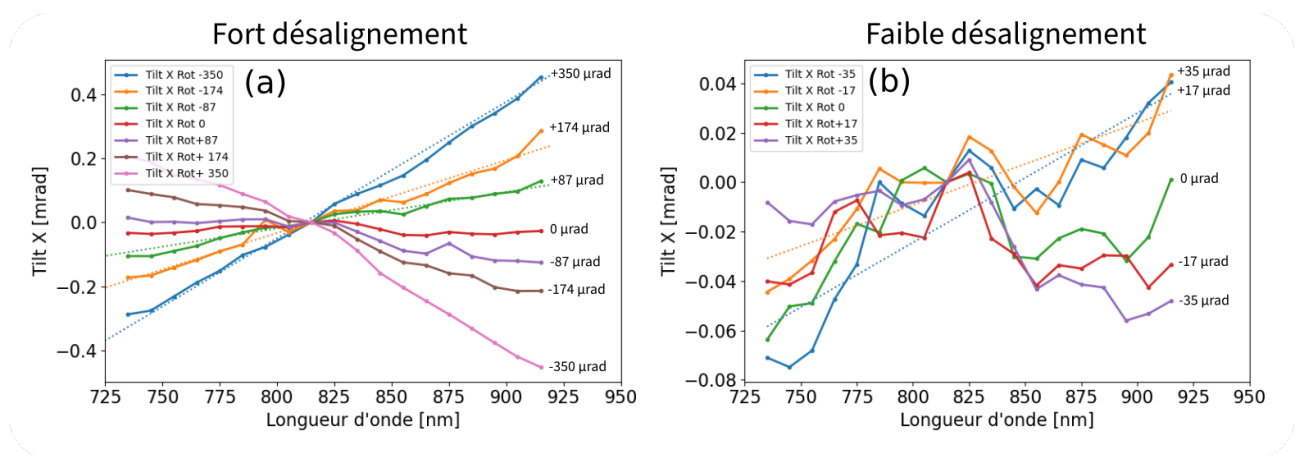 Fort désalignement
(a)
Tilt X Rot -350
Tilt X Rot -174
Tilt X Rot -87
Tilt X Rot 0
Tilt X Rot+87
Tilt X Rot+ 174
Tilt X Rot+ 350
+350 μrad
+174 μrad
+87 μrad
0 μrad
-87 μrad
-174 μrad
-350 μrad
Tilt X [mrad]
0.4
0.2
0.0
−0.2
−0.4
725 750 775 800 825 850 875 900 925 950
Longueur d'onde [nm]
Faible désalignement
(b)
Tilt X Rot -35
Tilt X Rot -17
Tilt X Rot 0
Tilt X Rot+17
Tilt X Rot+35
+35 μrad
+17 μrad
0 μrad
-17 μrad
-35 μrad
Tilt X [mrad]
0.04
0.02
0.00
−0.02
−0.04
−0.06
−0.08
725 750 775 800 825 850 875 900 925 950
Longueur d'onde [nm]